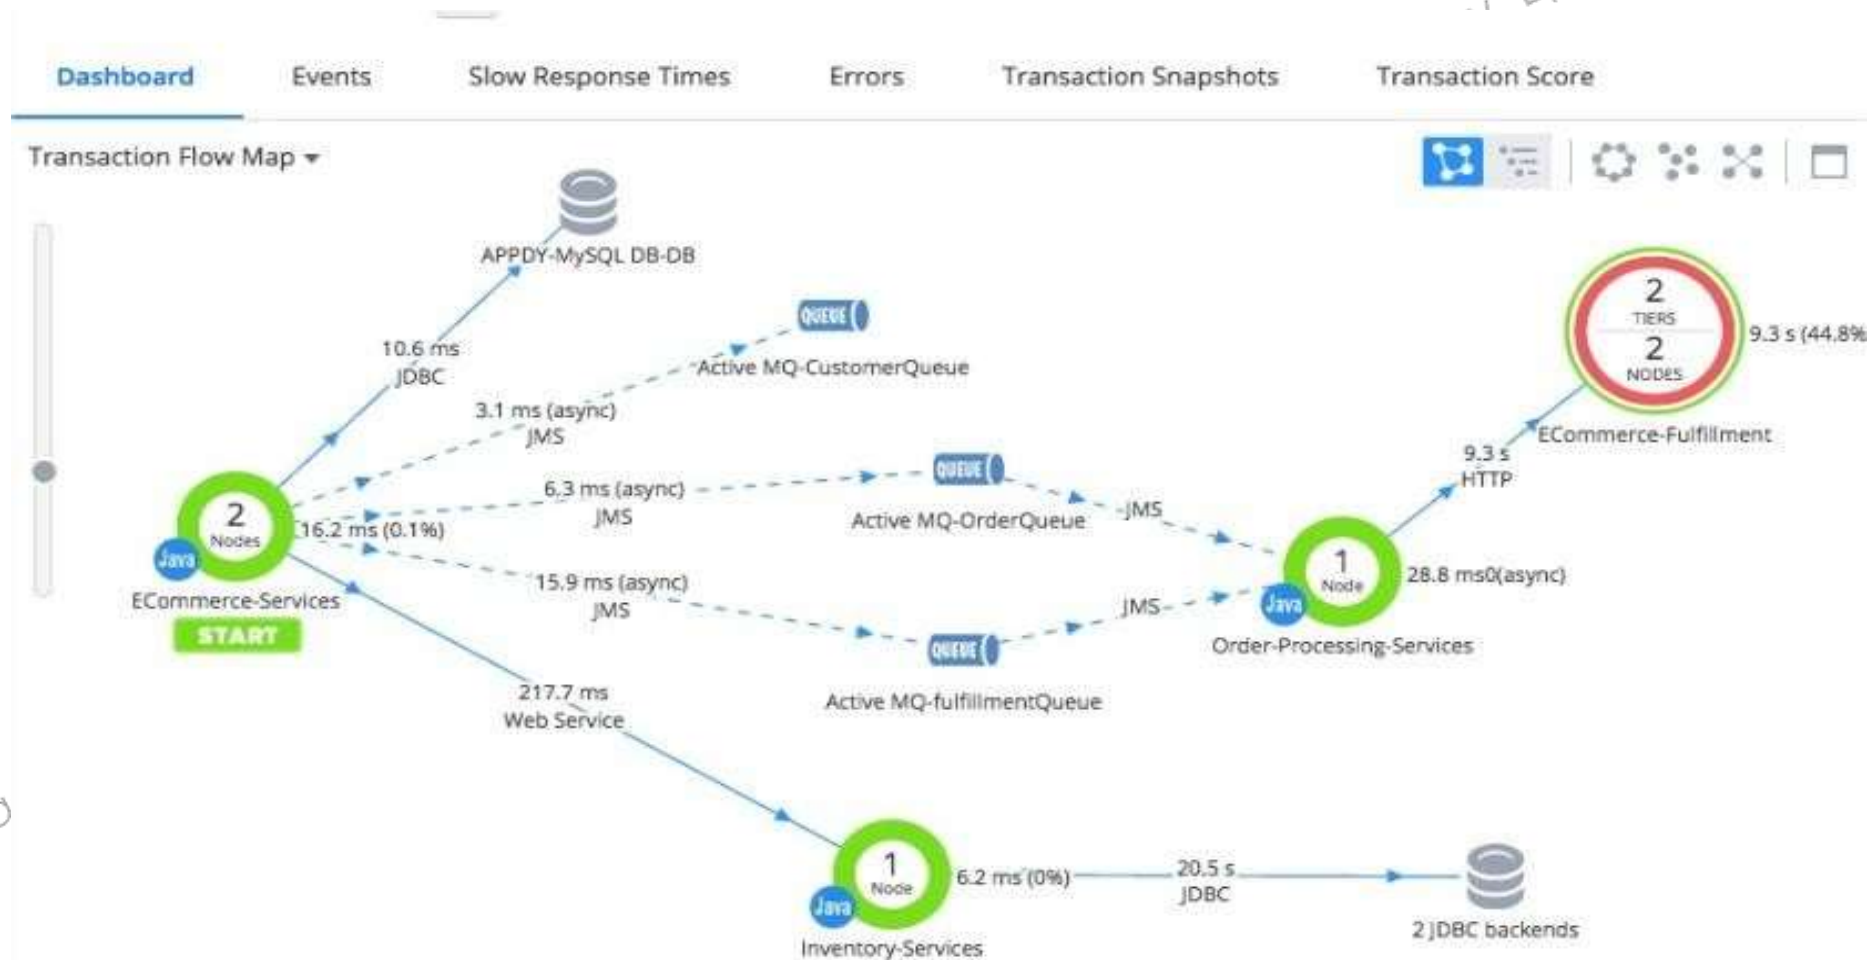 Dashboard Events Slow Response Times Errors Transaction Snapshots Transaction Score
Transaction Flow Map
APPDY-MySQL DB-DB
10.6 ms
JDBC
QUEUE
Active MQ-CustomerQueue
3.1 ms (async)
JMS
2
TIERS
2
NODES
9.3 s (44.8%
ECommerce-Fulfillment
9.3 s
HTTP
6.3 ms (async)
JMS
QUEUE
Active MQ-OrderQueue
JMS
2
Nodes
16.2 ms (0.1%)
Java
ECommerce-Services
START
15.9 ms (async)
JMS
QUEUE
Active MQ-fulfillmentQueue
JMS
1
Node
28.8 ms0(async)
Java
Order-Processing-Services
217.7 ms
Web Service
1
Node
6.2 ms (0%)
Java
Inventory-Services
20.5 s
JDBC
2 JDBC backends